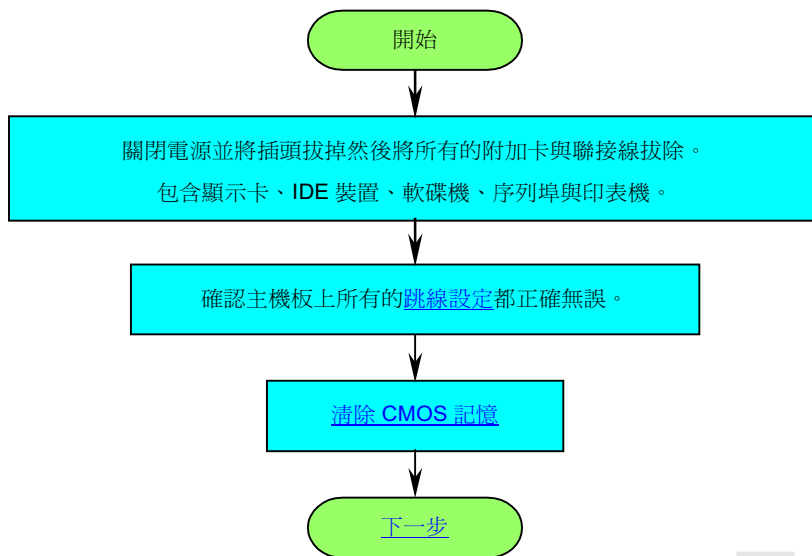 開始
關閉電源並將插頭拔掉然後將所有的附加卡與聯接線拔除。
包含顯示卡、IDE 裝置、軟碟機、序列埠與印表機。
確認主機板上所有的跳線設定都正確無誤。
清除 CMOS 記憶
下一步